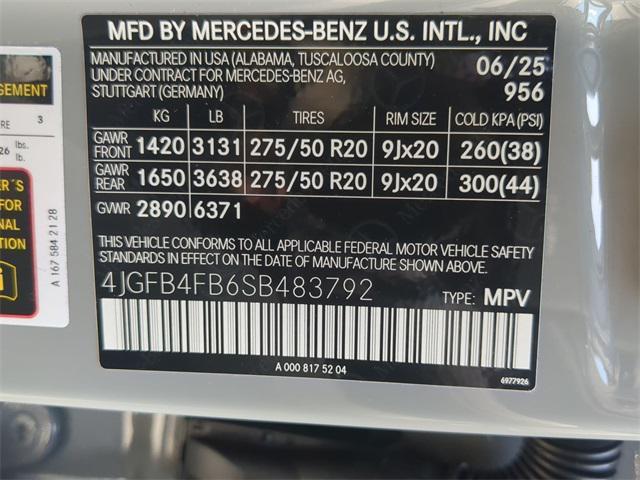 MFD BY MERCEDES-BENZ U.S. INTL., INC
MANUFACTURED IN USA (ALABAMA, TUSCALOOSA COUNTY) 06/25
UNDER CONTRACT FOR MERCEDES-BENZ AG,
STUTTGART (GERMANY) 956
KG LB TIRES RIM SIZE COLD KPA (PSI)
GAWR FRONT 1420 3131 275/50 R20 9Jx20 260(38)
GAWR REAR 1650 3638 275/50 R20 9Jx20 300(44)
GVWR 2890 6371
THIS VEHICLE CONFORMS TO ALL APPLICABLE FEDERAL MOTOR VEHICLE SAFETY
STANDARDS IN EFFECT ON THE DATE OF MANUFACTURE SHOWN ABOVE.
4JGFB4FB6SB483792 TYPE: MPV
A 000 817 52 04
6977926
3
26 lbs.
lb.
FOR
A 167 584 21 28